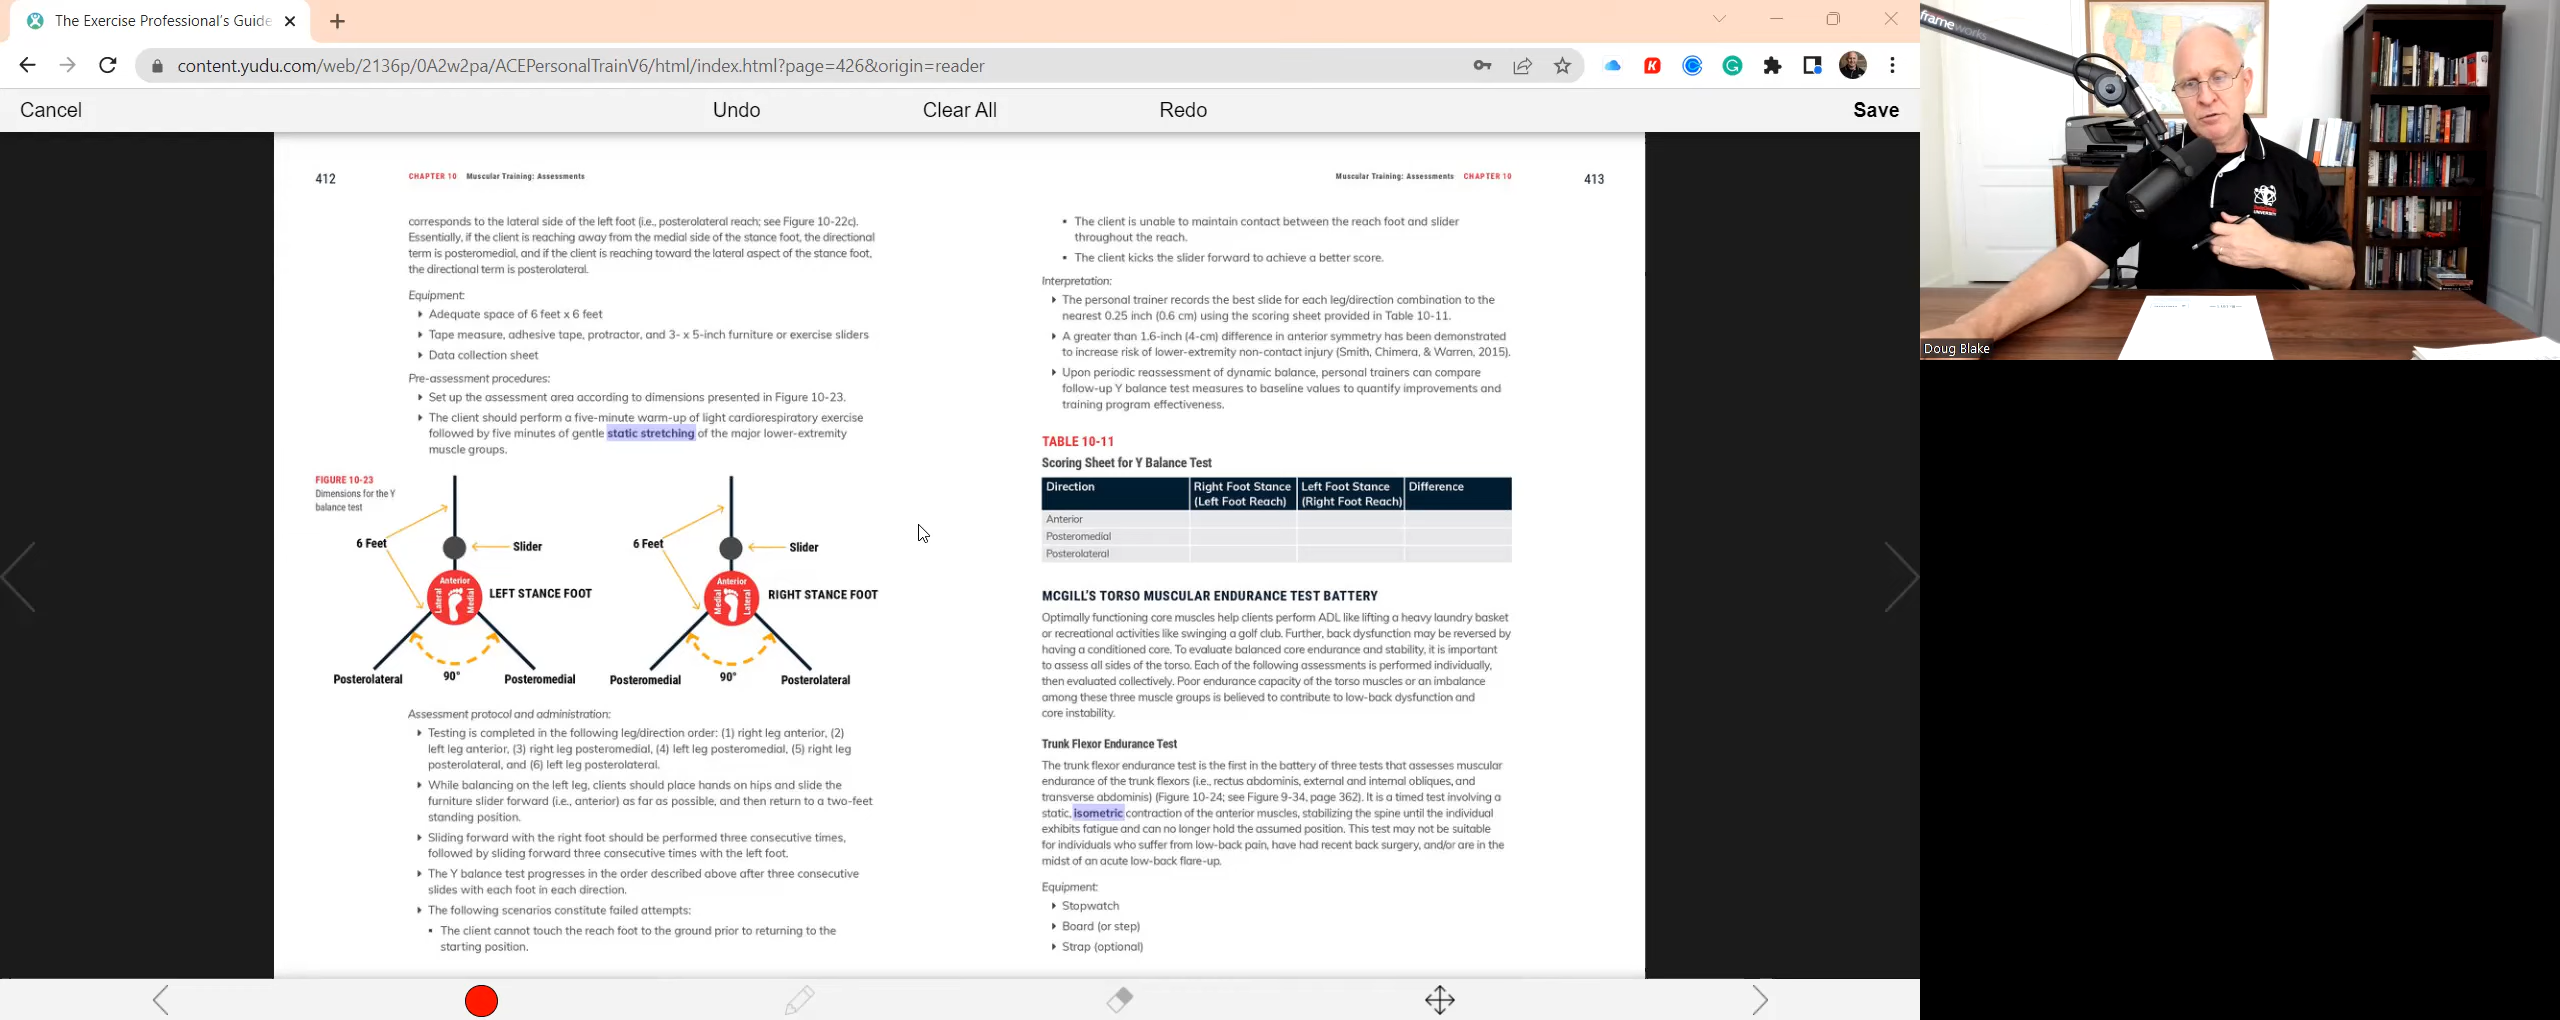 The Exercise Professional's Guide
content.yudu.com/web/2136p/0A2w2pa/ACEPersonalTrainV6/html/index.html?page=426&origin=reader
Cancel
Undo
Clear All
Redo
Save
412
CHAPTER 10 Muscular Training: Assessments
corresponds to the lateral side of the left foot (i.e., posterolateral reach; see Figure 10-22c).
Essentially, if the client is reaching away from the medial side of the stance foot, the directional
term is posteromedial, and if the client is reaching toward the lateral aspect of the stance foot,
the directional term is posterolateral.
Equipment:
Adequate space of 6 feet x 6 feet
Tape measure, adhesive tape, protractor, and 3- x 5-inch furniture or exercise sliders
Data collection sheet
Pre-assessment procedures:
Set up the assessment area according to dimensions presented in Figure 10-23.
The client should perform a five-minute warm-up of light cardiorespiratory exercise
followed by five minutes of gentle static stretching of the major lower-extremity
muscle groups.
FIGURE 10-23
Dimensions for the Y
balance test
6 Feet
Slider
Anterior
Lateral
Medial
LEFT STANCE FOOT
Posterolateral
90°
Posteromedial
6 Feet
Slider
Anterior
Medial
Lateral
RIGHT STANCE FOOT
Posteromedial
90°
Posterolateral
Assessment protocol and administration:
Testing is completed in the following leg/direction order: (1) right leg anterior, (2)
left leg anterior, (3) right leg posteromedial, (4) left leg posteromedial, (5) right leg
posterolateral, and (6) left leg posterolateral.
While balancing on the left leg, clients should place hands on hips and slide the
furniture slider forward (i.e., anterior) as far as possible, and then return to a two-feet
standing position.
Sliding forward with the right foot should be performed three consecutive times,
followed by sliding forward three consecutive times with the left foot.
The Y balance test progresses in the order described above after three consecutive
slides with each foot in each direction.
The following scenarios constitute failed attempts:
The client cannot touch the reach foot to the ground prior to returning to the
starting position.
Muscular Training: Assessments CHAPTER 10
413
The client is unable to maintain contact between the reach foot and slider
throughout the reach.
The client kicks the slider forward to achieve a better score.
Interpretation:
The personal trainer records the best slide for each leg/direction combination to the
nearest 0.25 inch (0.6 cm) using the scoring sheet provided in Table 10-11.
A greater than 1.6-inch (4-cm) difference in anterior symmetry has been demonstrated
to increase risk of lower-extremity non-contact injury (Smith, Chimera, & Warren, 2015).
Upon periodic reassessment of dynamic balance, personal trainers can compare
follow-up Y balance test measures to baseline values to quantify improvements and
training program effectiveness.
TABLE 10-11
Scoring Sheet for Y Balance Test
Direction Right Foot Stance Left Foot Stance Difference
(Left Foot Reach) (Right Foot Reach)
Anterior
Posteromedial
Posterolateral
MCGILL'S TORSO MUSCULAR ENDURANCE TEST BATTERY
Optimally functioning core muscles help clients perform ADL like lifting a heavy laundry basket
or recreational activities like swinging a golf club. Further, back dysfunction may be reversed by
having a conditioned core. To evaluate balanced core endurance and stability, it is important
to assess all sides of the torso. Each of the following assessments is performed individually,
then evaluated collectively. Poor endurance capacity of the torso muscles or an imbalance
among these three muscle groups is believed to contribute to low-back dysfunction and
core instability.
Trunk Flexor Endurance Test
The trunk flexor endurance test is the first in the battery of three tests that assesses muscular
endurance of the trunk flexors (i.e., rectus abdominis, external and internal obliques, and
transverse abdominis) (Figure 10-24; see Figure 9-34, page 362). It is a timed test involving a
static, isometric contraction of the anterior muscles, stabilizing the spine until the individual
exhibits fatigue and can no longer hold the assumed position. This test may not be suitable
for individuals who suffer from low-back pain, have had recent back surgery, and/or are in the
midst of an acute low-back flare-up.
Equipment:
Stopwatch
Board (or step)
Strap (optional)
frameworks
UNIVERSITY
Doug Blake